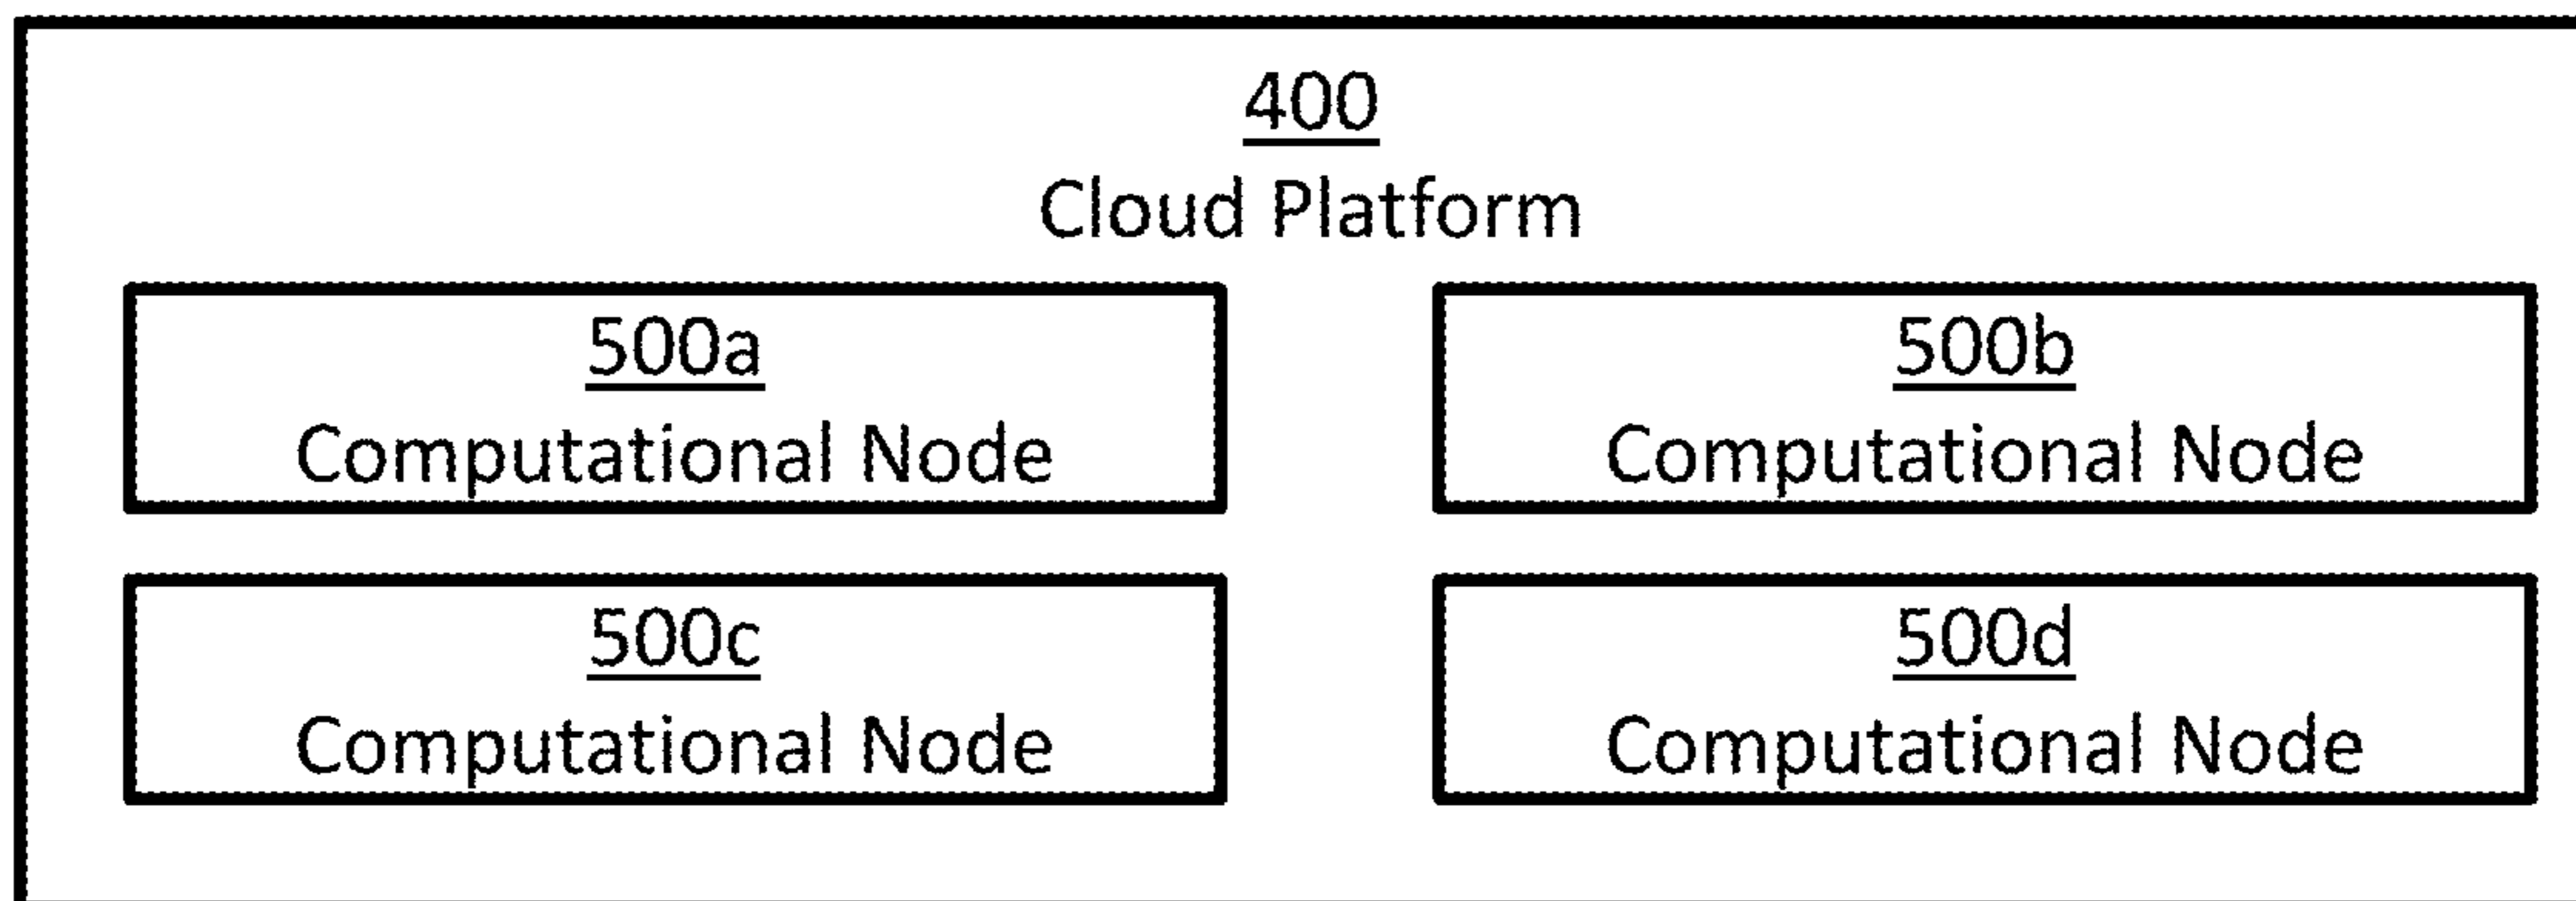 400
Cloud Platform
500a
Computational Node
500b
Computational Node
500c
Computational Node
500d
Computational Node